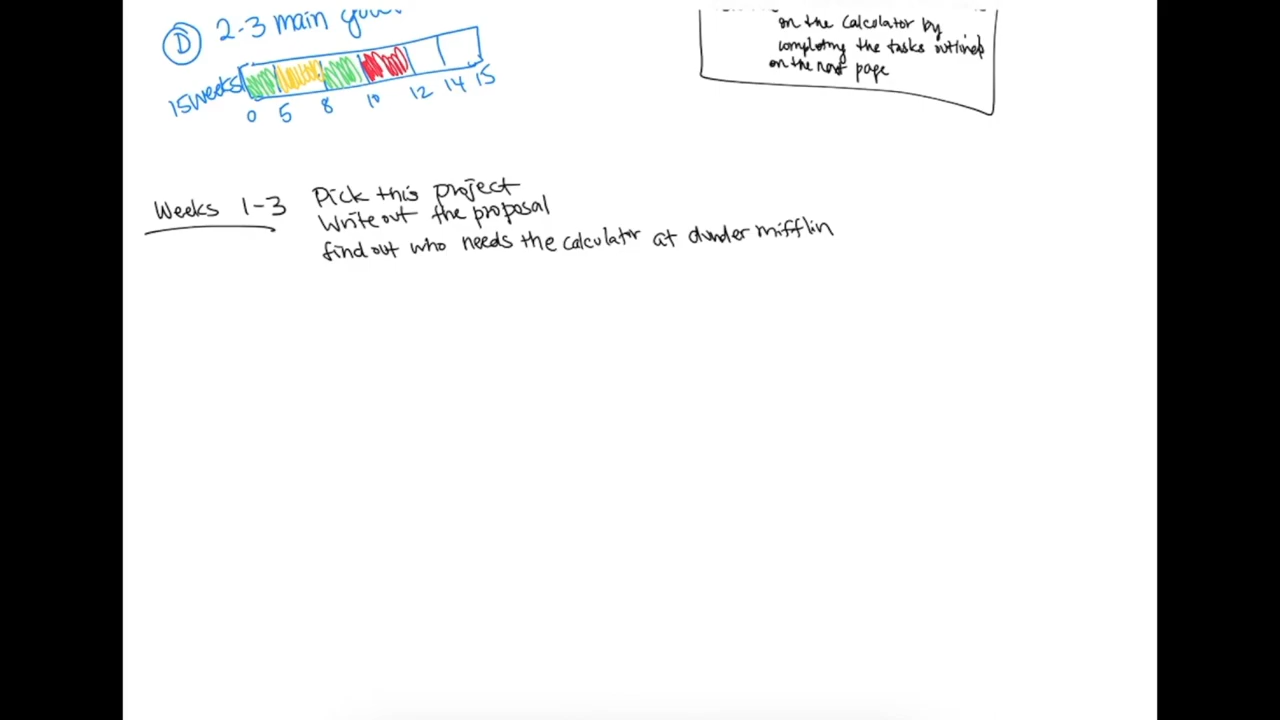 D 2-3 main
15 weeks
0 5 8 10 12 14 15
on the calculator by
completing the tasks outlined
on the next page
Weeks 1-3 Pick this project
Write out the proposal
find out who needs the calculator at dunder mifflin